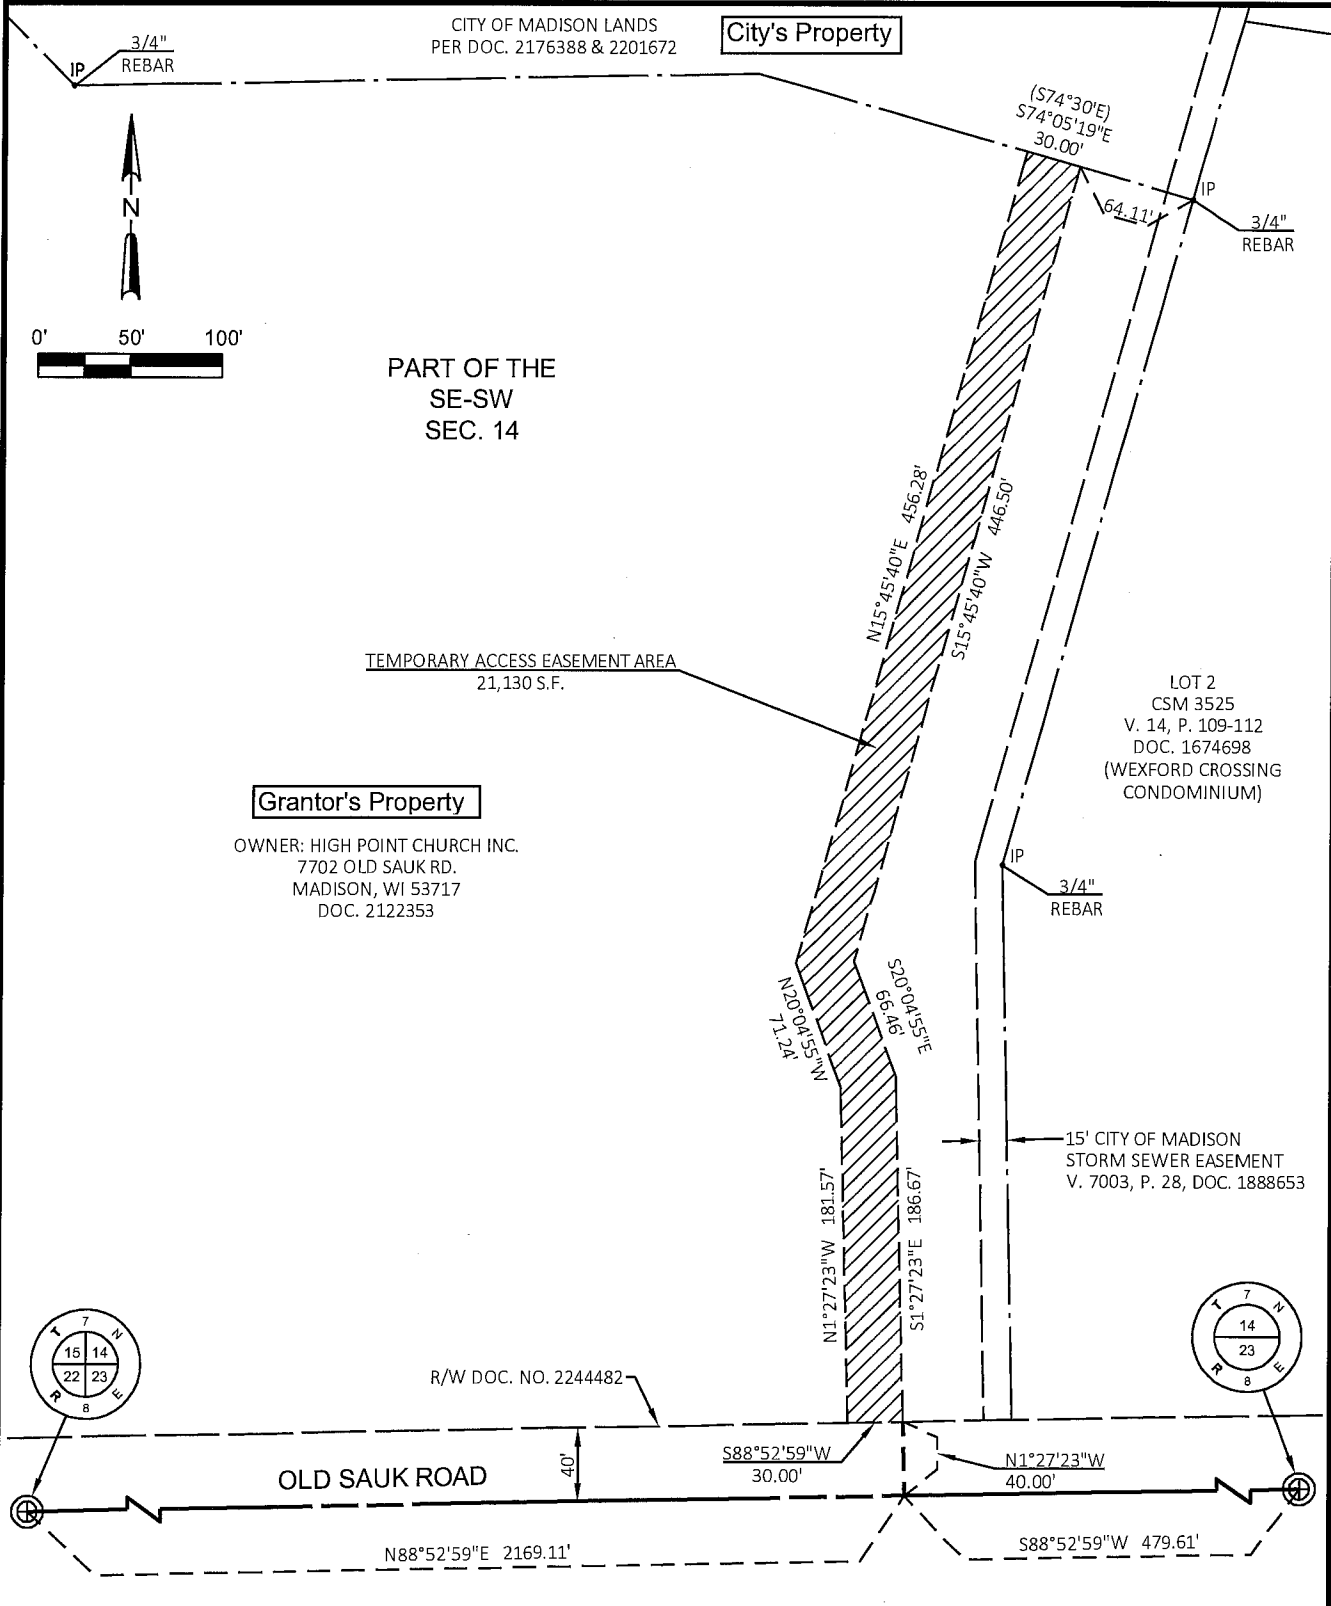 CITY OF MADISON LANDS
PER DOC. 2176388 & 2201672
City's Property
3/4"
REBAR
IP
(S74°30'E)
S74°05'19"E
30.00'
IP
64.11'
3/4"
REBAR
N
0' 50' 100'
PART OF THE
SE-SW
SEC. 14
N15°45'40"E 456.28'
S15°45'40"W 446.50'
TEMPORARY ACCESS EASEMENT AREA
21,130 S.F.
LOT 2
CSM 3525
V. 14, P. 109-112
DOC. 1674698
(WEXFORD CROSSING
CONDOMINIUM)
Grantor's Property
OWNER: HIGH POINT CHURCH INC.
7702 OLD SAUK RD.
MADISON, WI 53717
DOC. 2122353
IP
3/4"
REBAR
N20°04'55"W
71.24'
S20°04'55"E
66.46'
15' CITY OF MADISON
STORM SEWER EASEMENT
V. 7003, P. 28, DOC. 1888653
N1°27'23"W 181.57'
S1°27'23"E 186.67'
T 7 N
15 14
22 23
R 8 E
T 7 N
14
23
R 8 E
R/W DOC. NO. 2244482
OLD SAUK ROAD
40'
S88°52'59"W
30.00'
N1°27'23"W
40.00'
N88°52'59"E 2169.11'
S88°52'59"W 479.61'